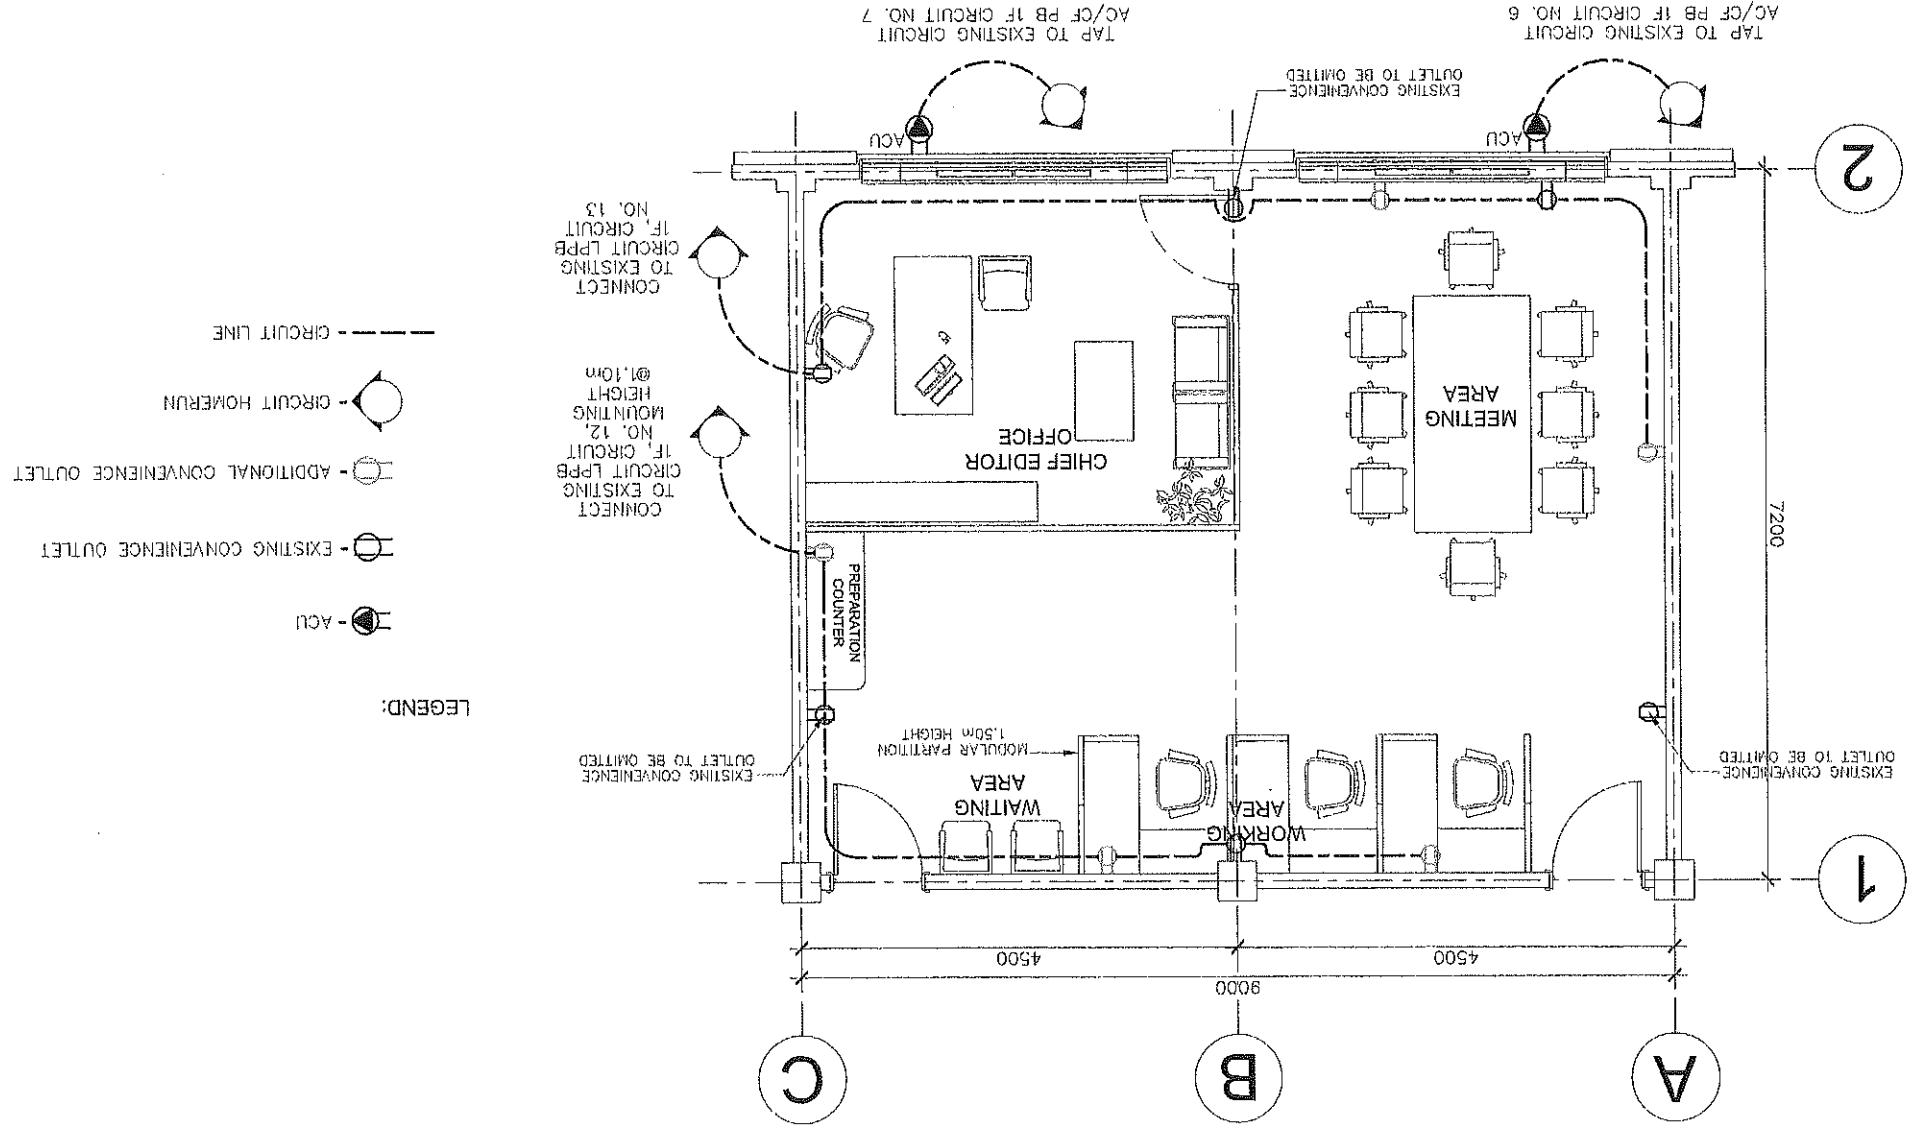 A
B
C
9000
4500
4500
1
2
7200
EXISTING CONVENIENCE
OUTLET TO BE OMITTED
WORKING
AREA
WAITING
AREA
MODULAR PARTITION
1.50m HEIGHT
EXISTING CONVENIENCE
OUTLET TO BE OMITTED
PREPARATION
COUNTER
MEETING
AREA
CHIEF EDITOR
OFFICE
CONNECT
TO EXISTING
CIRCUIT LPPB
1F, CIRCUIT
NO. 12,
MOUNTING
HEIGHT
@1.10m
CONNECT
TO EXISTING
CIRCUIT LPPB
1F, CIRCUIT
NO. 13
ACU
ACU
EXISTING CONVENIENCE
OUTLET TO BE OMITTED
TAP TO EXISTING CIRCUIT
AC/CF PB 1F CIRCUIT NO. 6
TAP TO EXISTING CIRCUIT
AC/CF PB 1F CIRCUIT NO. 7
LEGEND:
- ACU
- EXISTING CONVENIENCE OUTLET
- ADDITIONAL CONVENIENCE OUTLET
- CIRCUIT HOMERUN
- CIRCUIT LINE